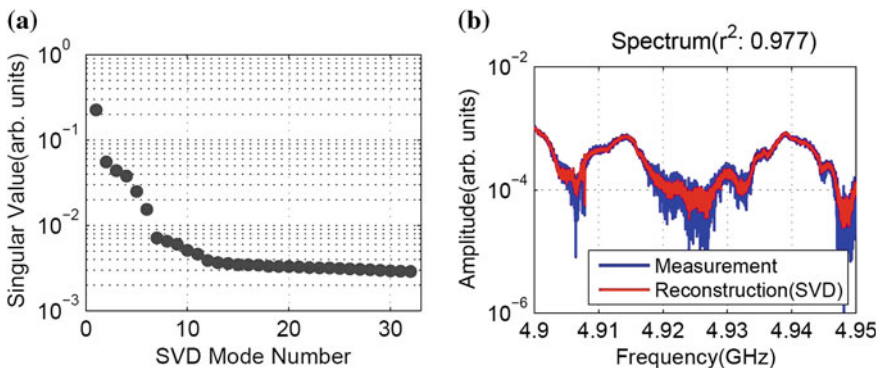 (a)
10^0
10^-1
10^-2
10^-3
Singular Value(arb. units)
0
10
20
30
SVD Mode Number
(b)
Spectrum(r^2: 0.977)
10^-2
10^-4
10^-6
Amplitude(arb. units)
Measurement
Reconstruction(SVD)
4.9
4.91
4.92
4.93
4.94
4.95
Frequency(GHz)